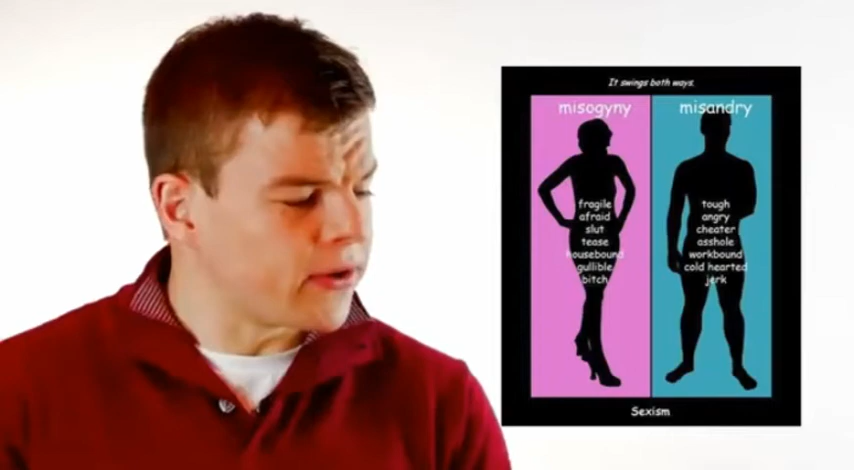 It swings both ways.
misogyny
fragile
afraid
slut
tease
housebound
gullible
bitch
misandry
tough
angry
cheater
asshole
workbound
cold hearted
jerk
Sexism